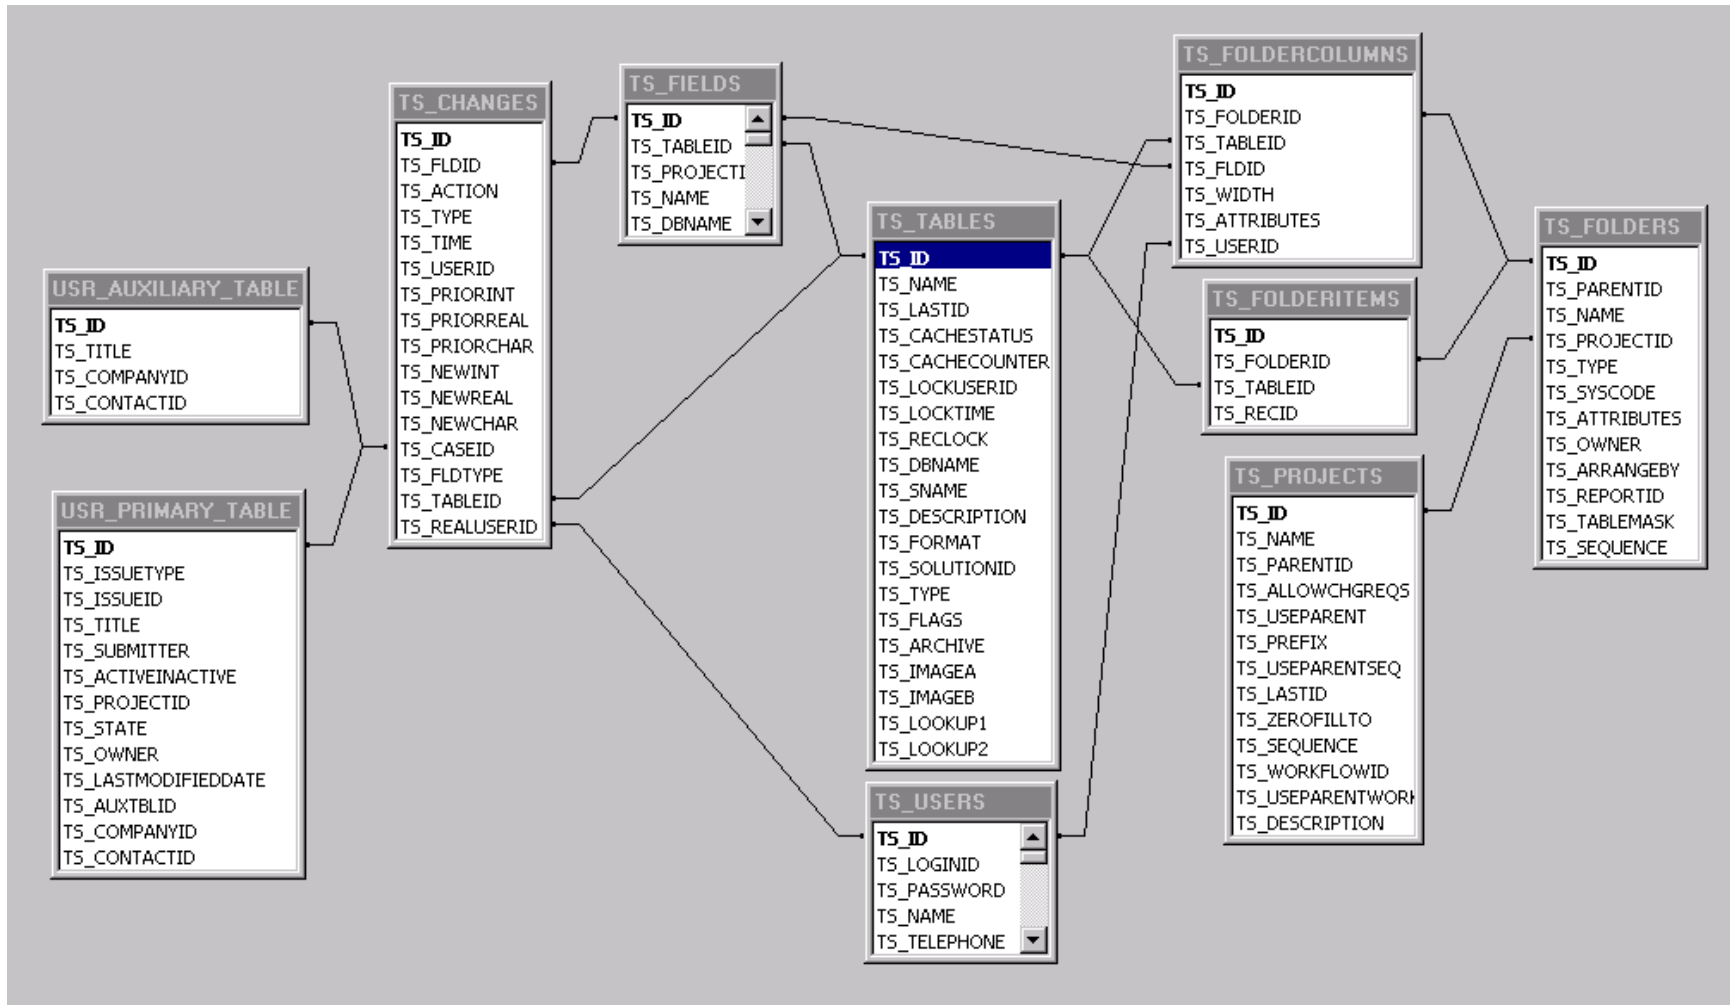 TS_CHANGES
TS_ID
TS_FLDID
TS_ACTION
TS_TYPE
TS_TIME
TS_USERID
TS_PRIORINT
TS_PRIORREAL
TS_PRIORCHAR
TS_NEWINT
TS_NEWREAL
TS_NEWCHAR
TS_CASEID
TS_FLDTYPE
TS_TABLEID
TS_REALUSERID
TS_FIELDS
TS_ID
TS_TABLEID
TS_PROJECTI
TS_NAME
TS_DBNAME
TS_FOLDERCOLUMNS
TS_ID
TS_FOLDERID
TS_TABLEID
TS_FLDID
TS_WIDTH
TS_ATTRIBUTES
TS_USERID
USR_AUXILIARY_TABLE
TS_ID
TS_TITLE
TS_COMPANYID
TS_CONTACTID
USR_PRIMARY_TABLE
TS_ID
TS_ISSUETYPE
TS_ISSUEID
TS_TITLE
TS_SUBMITTER
TS_ACTIVEINACTIVE
TS_PROJECTID
TS_STATE
TS_OWNER
TS_LASTMODIFIEDDATE
TS_AUXTBLID
TS_COMPANYID
TS_CONTACTID
TS_TABLES
TS_ID
TS_NAME
TS_LASTID
TS_CACHESTATUS
TS_CACHECOUNTER
TS_LOCKUSERID
TS_LOCKTIME
TS_RECLOCK
TS_DBNAME
TS_SNAME
TS_DESCRIPTION
TS_FORMAT
TS_SOLUTIONID
TS_TYPE
TS_FLAGS
TS_ARCHIVE
TS_IMAGEA
TS_IMAGEB
TS_LOOKUP1
TS_LOOKUP2
TS_USERS
TS_ID
TS_LOGINID
TS_PASSWORD
TS_NAME
TS_TELEPHONE
TS_FOLDERITEMS
TS_ID
TS_FOLDERID
TS_TABLEID
TS_RECID
TS_PROJECTS
TS_ID
TS_NAME
TS_PARENTID
TS_ALLOWCHGREQS
TS_USEPARENT
TS_PREFIX
TS_USEPARENTSEQ
TS_LASTID
TS_ZEROFILLTO
TS_SEQUENCE
TS_WORKFLOWID
TS_USEPARENTWORK
TS_DESCRIPTION
TS_FOLDERS
TS_ID
TS_PARENTID
TS_NAME
TS_PROJECTID
TS_TYPE
TS_SYSCODE
TS_ATTRIBUTES
TS_OWNER
TS_ARRANGEBY
TS_REPORTID
TS_TABLEMASK
TS_SEQUENCE